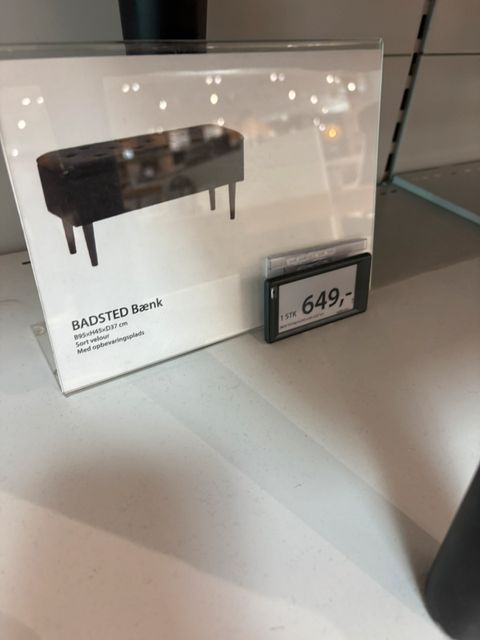 BADSTED Bænk
B95xH45xD37 cm
Sort velour
Med opbevaringsplads
1 STK 649,-